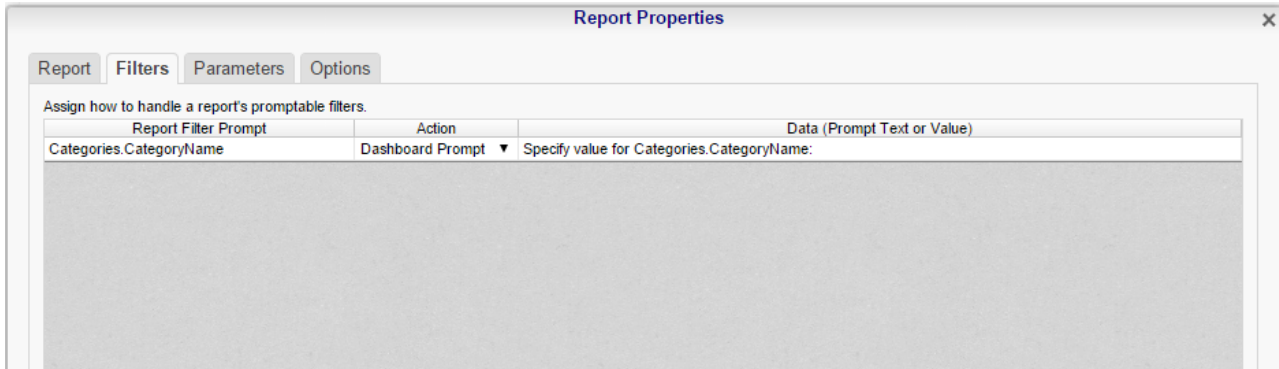 Report Properties
Report Filters Parameters Options
Assign how to handle a report's promptable filters.
Report Filter Prompt Action Data (Prompt Text or Value)
Categories.CategoryName Dashboard Prompt ▼ Specify value for Categories.CategoryName: